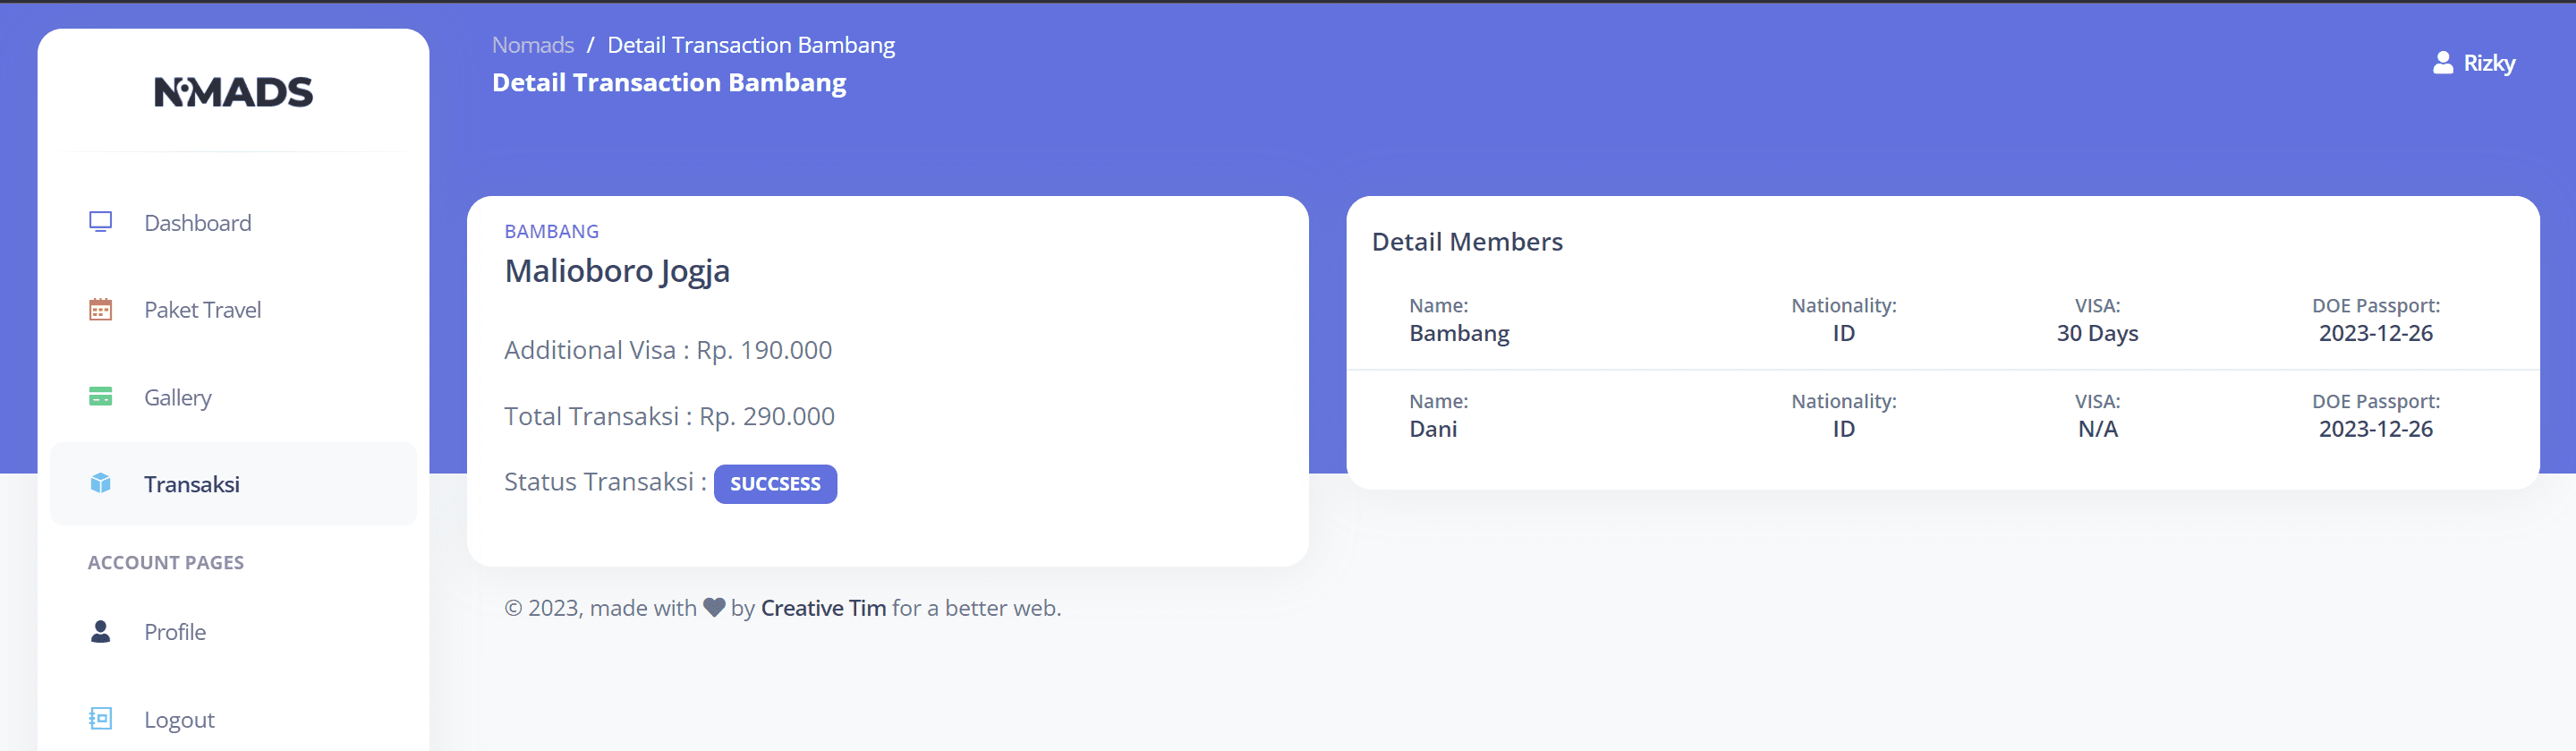 NOMADS
Dashboard
Paket Travel
Gallery
Transaksi
ACCOUNT PAGES
Profile
Logout
Nomads / Detail Transaction Bambang
Detail Transaction Bambang
Rizky
BAMBANG
Malioboro Jogja
Additional Visa : Rp. 190.000
Total Transaksi : Rp. 290.000
Status Transaksi : SUCCSESS
Detail Members
Name: Nationality: VISA: DOE Passport:
Bambang ID 30 Days 2023-12-26
Name: Nationality: VISA: DOE Passport:
Dani ID N/A 2023-12-26
© 2023, made with ♥ by Creative Tim for a better web.